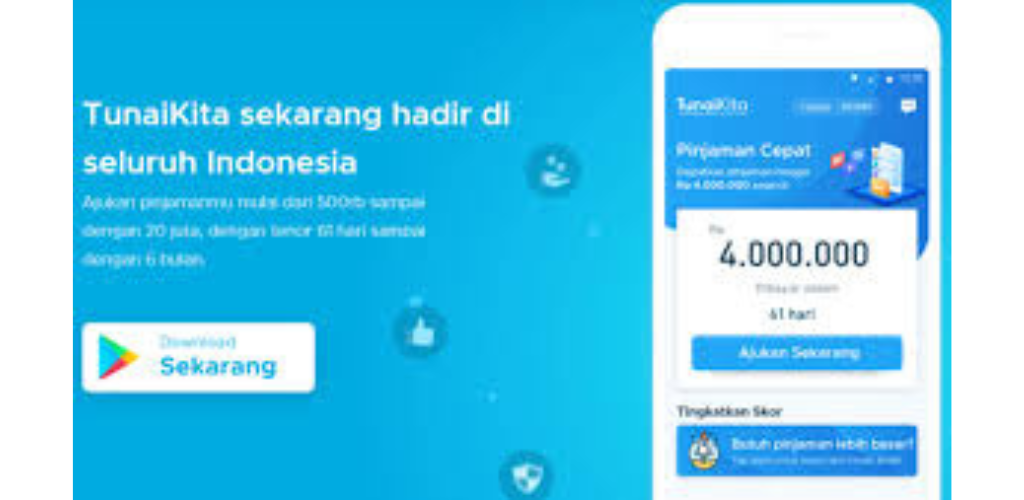 TunaiKita sekarang hadir di
seluruh Indonesia
Ajukan pinjamanmu mulai dari 500rb sampai
dengan 20 juta, dengan tenor 61 hari sampai
dengan 6 bulan.
Download
Sekarang
TunaiKita
Pinjaman Cepat
Dapatkan pinjaman hingga
Rp 4.000.000
Rp
4.000.000
Dibayar dalam
61 hari
Ajukan Sekarang
Tingkatkan Skor
Butuh pinjaman lebih besar?